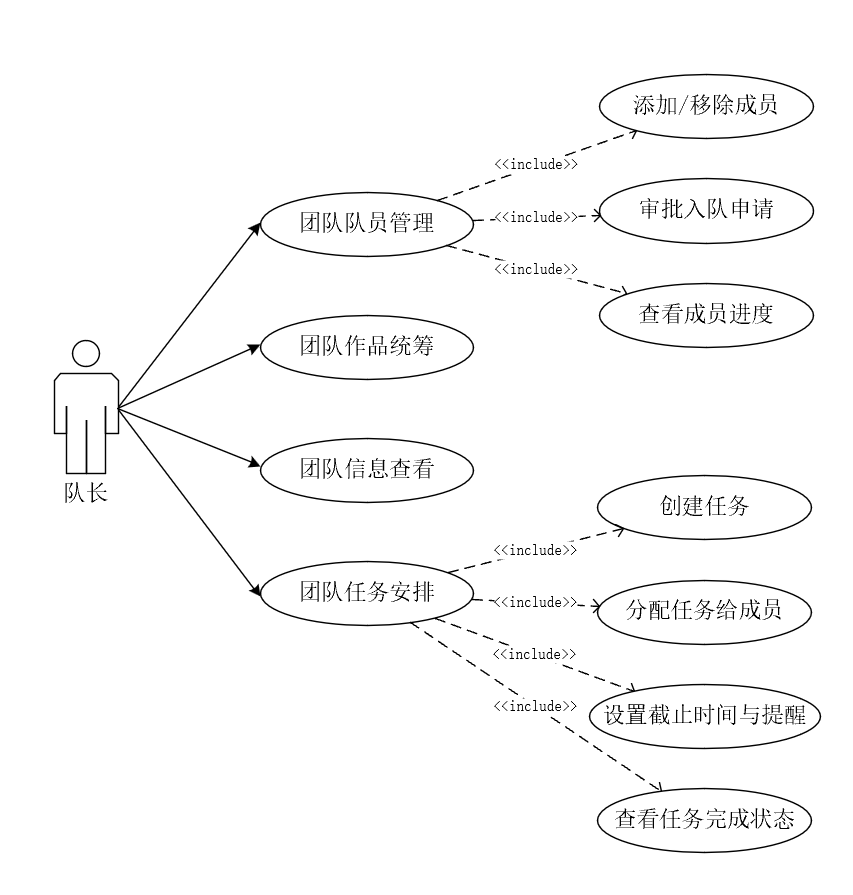 添加/移除成员
<<include>>
团队队员管理
<<include>>
审批入队申请
<<include>>
查看成员进度
团队作品统筹
团队信息查看
队长
创建任务
<<include>>
团队任务安排
<<include>>
分配任务给成员
<<include>>
设置截止时间与提醒
<<include>>
查看任务完成状态